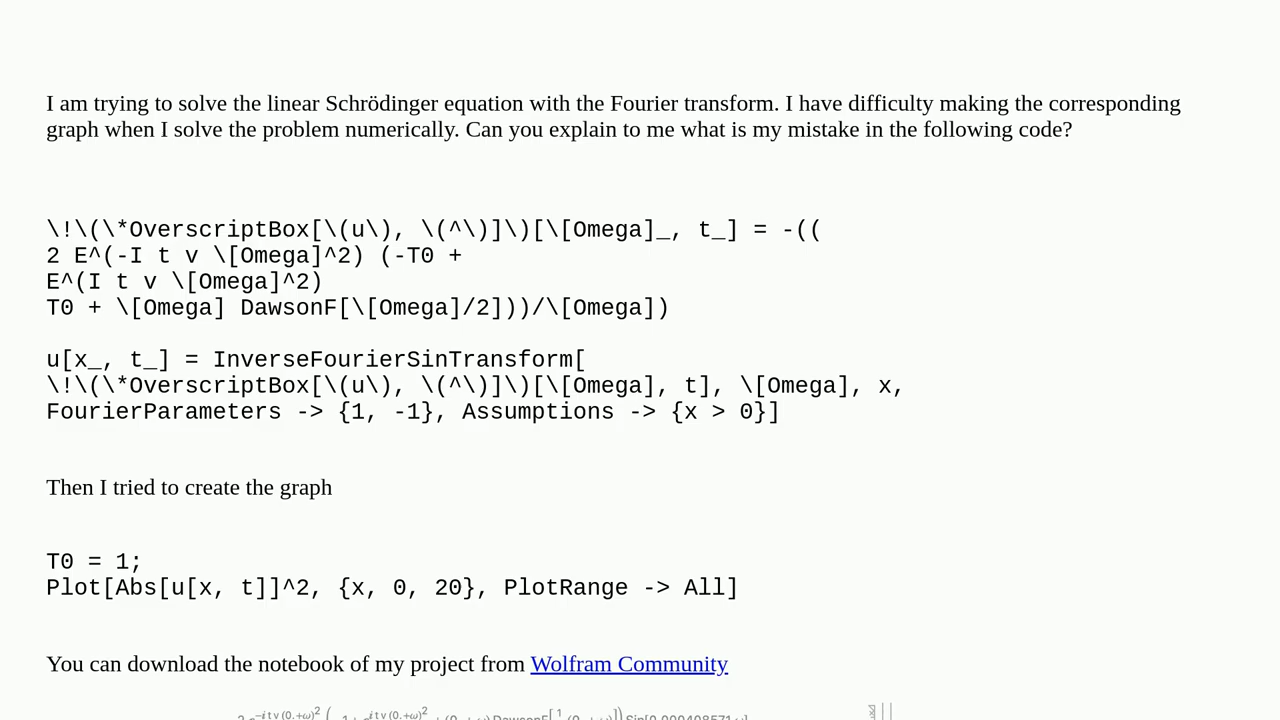 I am trying to solve the linear Schrödinger equation with the Fourier transform. I have difficulty making the corresponding
graph when I solve the problem numerically. Can you explain to me what is my mistake in the following code?
\!\(\*OverscriptBox[\(u\), \(^\)]\)[\[Omega]_, t_] = -((
2 E^(-I t v \[Omega]^2) (-T0 +
E^(I t v \[Omega]^2)
T0 + \[Omega] DawsonF[\[Omega]/2]))/\[Omega])
u[x_, t_] = InverseFourierSinTransform[
\!\(\*OverscriptBox[\(u\), \(^\)]\)[\[Omega], t], \[Omega], x,
FourierParameters -> {1, -1}, Assumptions -> {x > 0}]
Then I tried to create the graph
T0 = 1;
Plot[Abs[u[x, t]]^2, {x, 0, 20}, PlotRange -> All]
You can download the notebook of my project from Wolfram Community